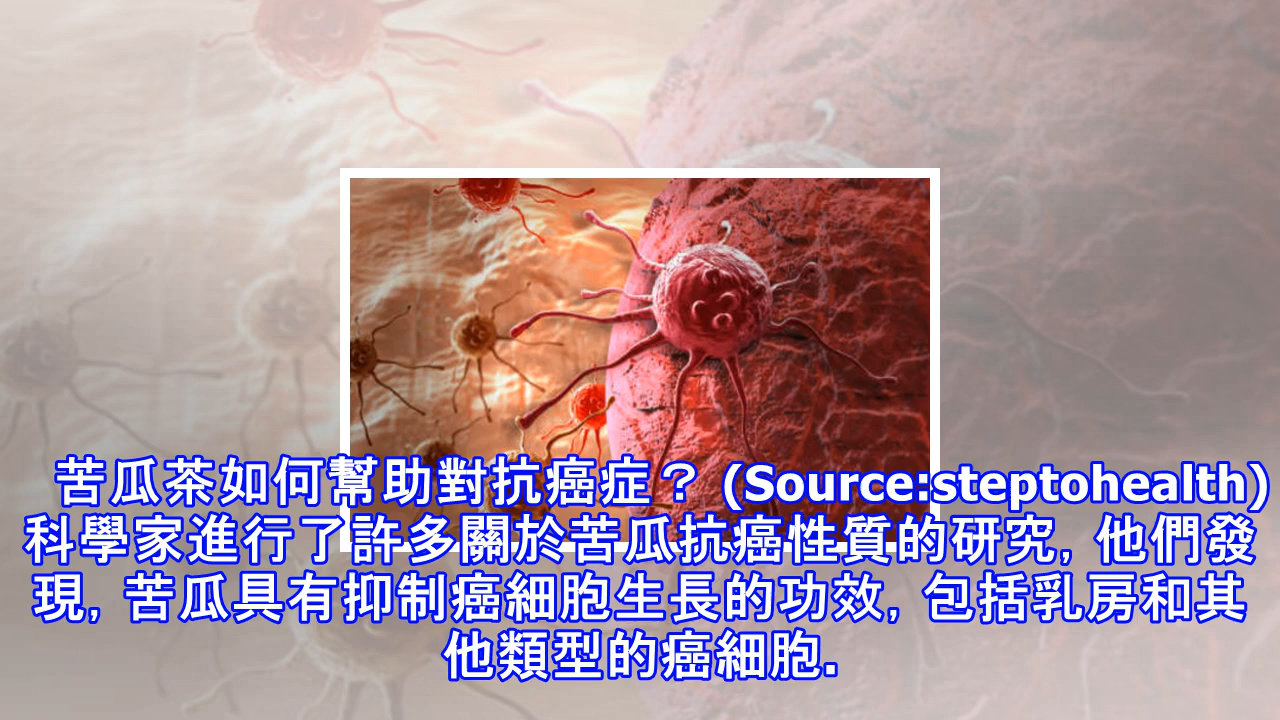 苦瓜茶如何幫助對抗癌症？ (Source:steptohealth)
科學家進行了許多關於苦瓜抗癌性質的研究, 他們發
現, 苦瓜具有抑制癌細胞生長的功效, 包括乳房和其
他類型的癌細胞.